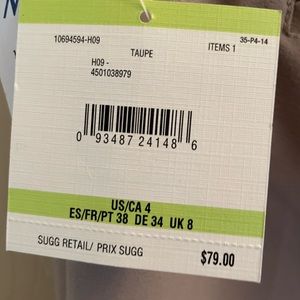 10694594-H09
35-P4-14
TAUPE
ITEMS 1
H09 -
4501038979
0 93487 24148 6
US/CA 4
ES/FR/PT 38 DE 34 UK 8
SUGG RETAIL/ PRIX SUGG
$79.00